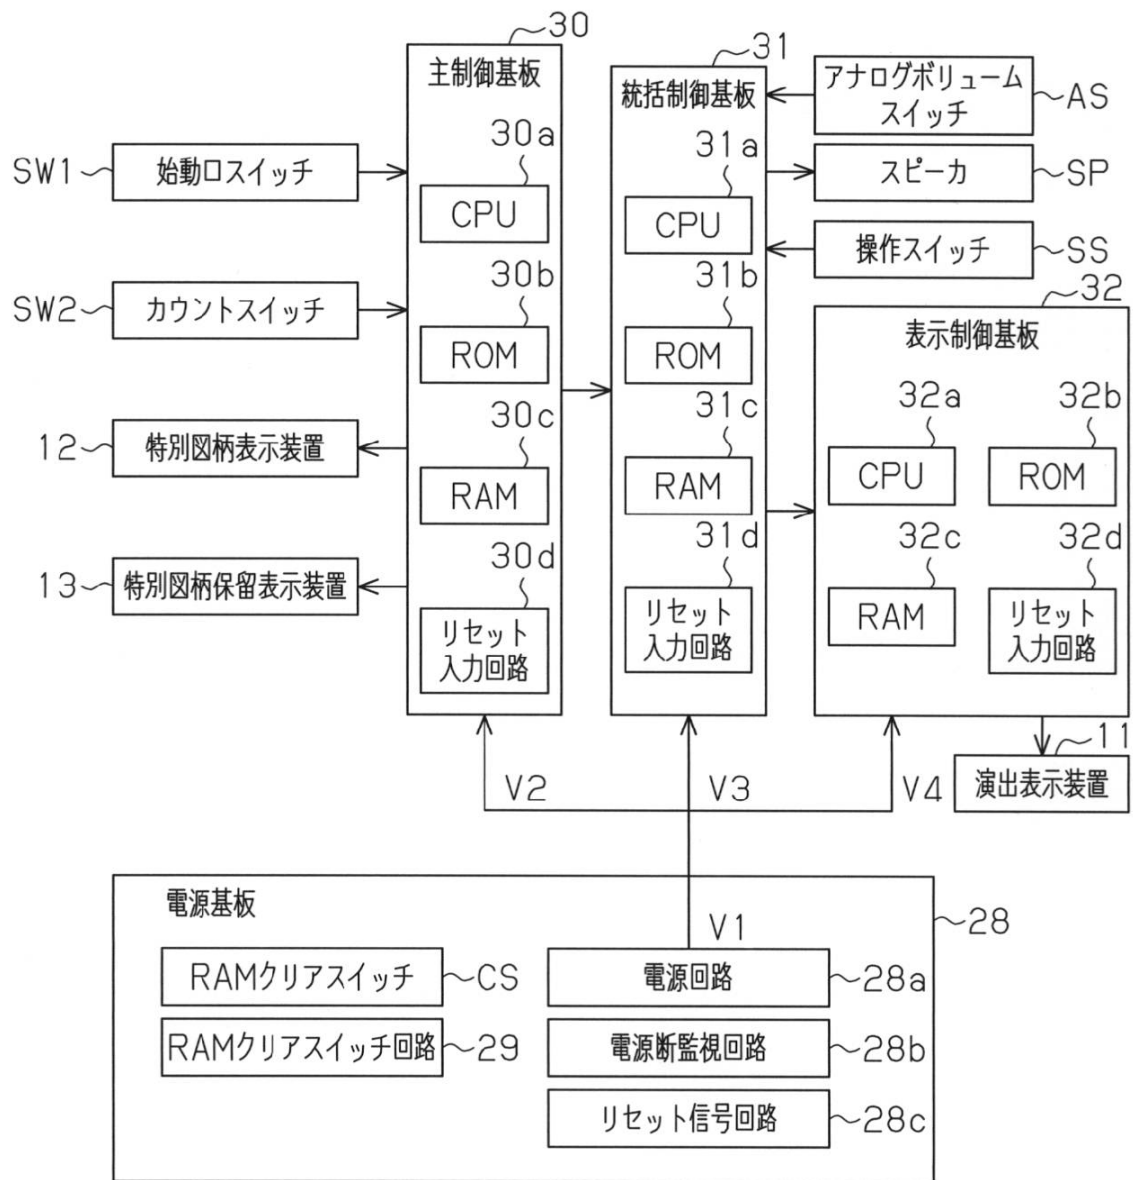 30
主制御基板
31
統括制御基板
アナログボリューム
スイッチ
AS
30a
31a
SW1
始動口スイッチ
CPU
CPU
スピーカ
SP
操作スイッチ
SS
30b
31b
32
SW2
カウントスイッチ
ROM
ROM
表示制御基板
30c
31c
32a
32b
12
特別図柄表示装置
RAM
RAM
CPU
ROM
30d
31d
32c
32d
13
特別図柄保留表示装置
リセット
入力回路
リセット
入力回路
RAM
リセット
入力回路
11
V2
V3
V4
演出表示装置
電源基板
V1
28
RAMクリアスイッチ
CS
電源回路
28a
RAMクリアスイッチ回路
29
電源断監視回路
28b
リセット信号回路
28c